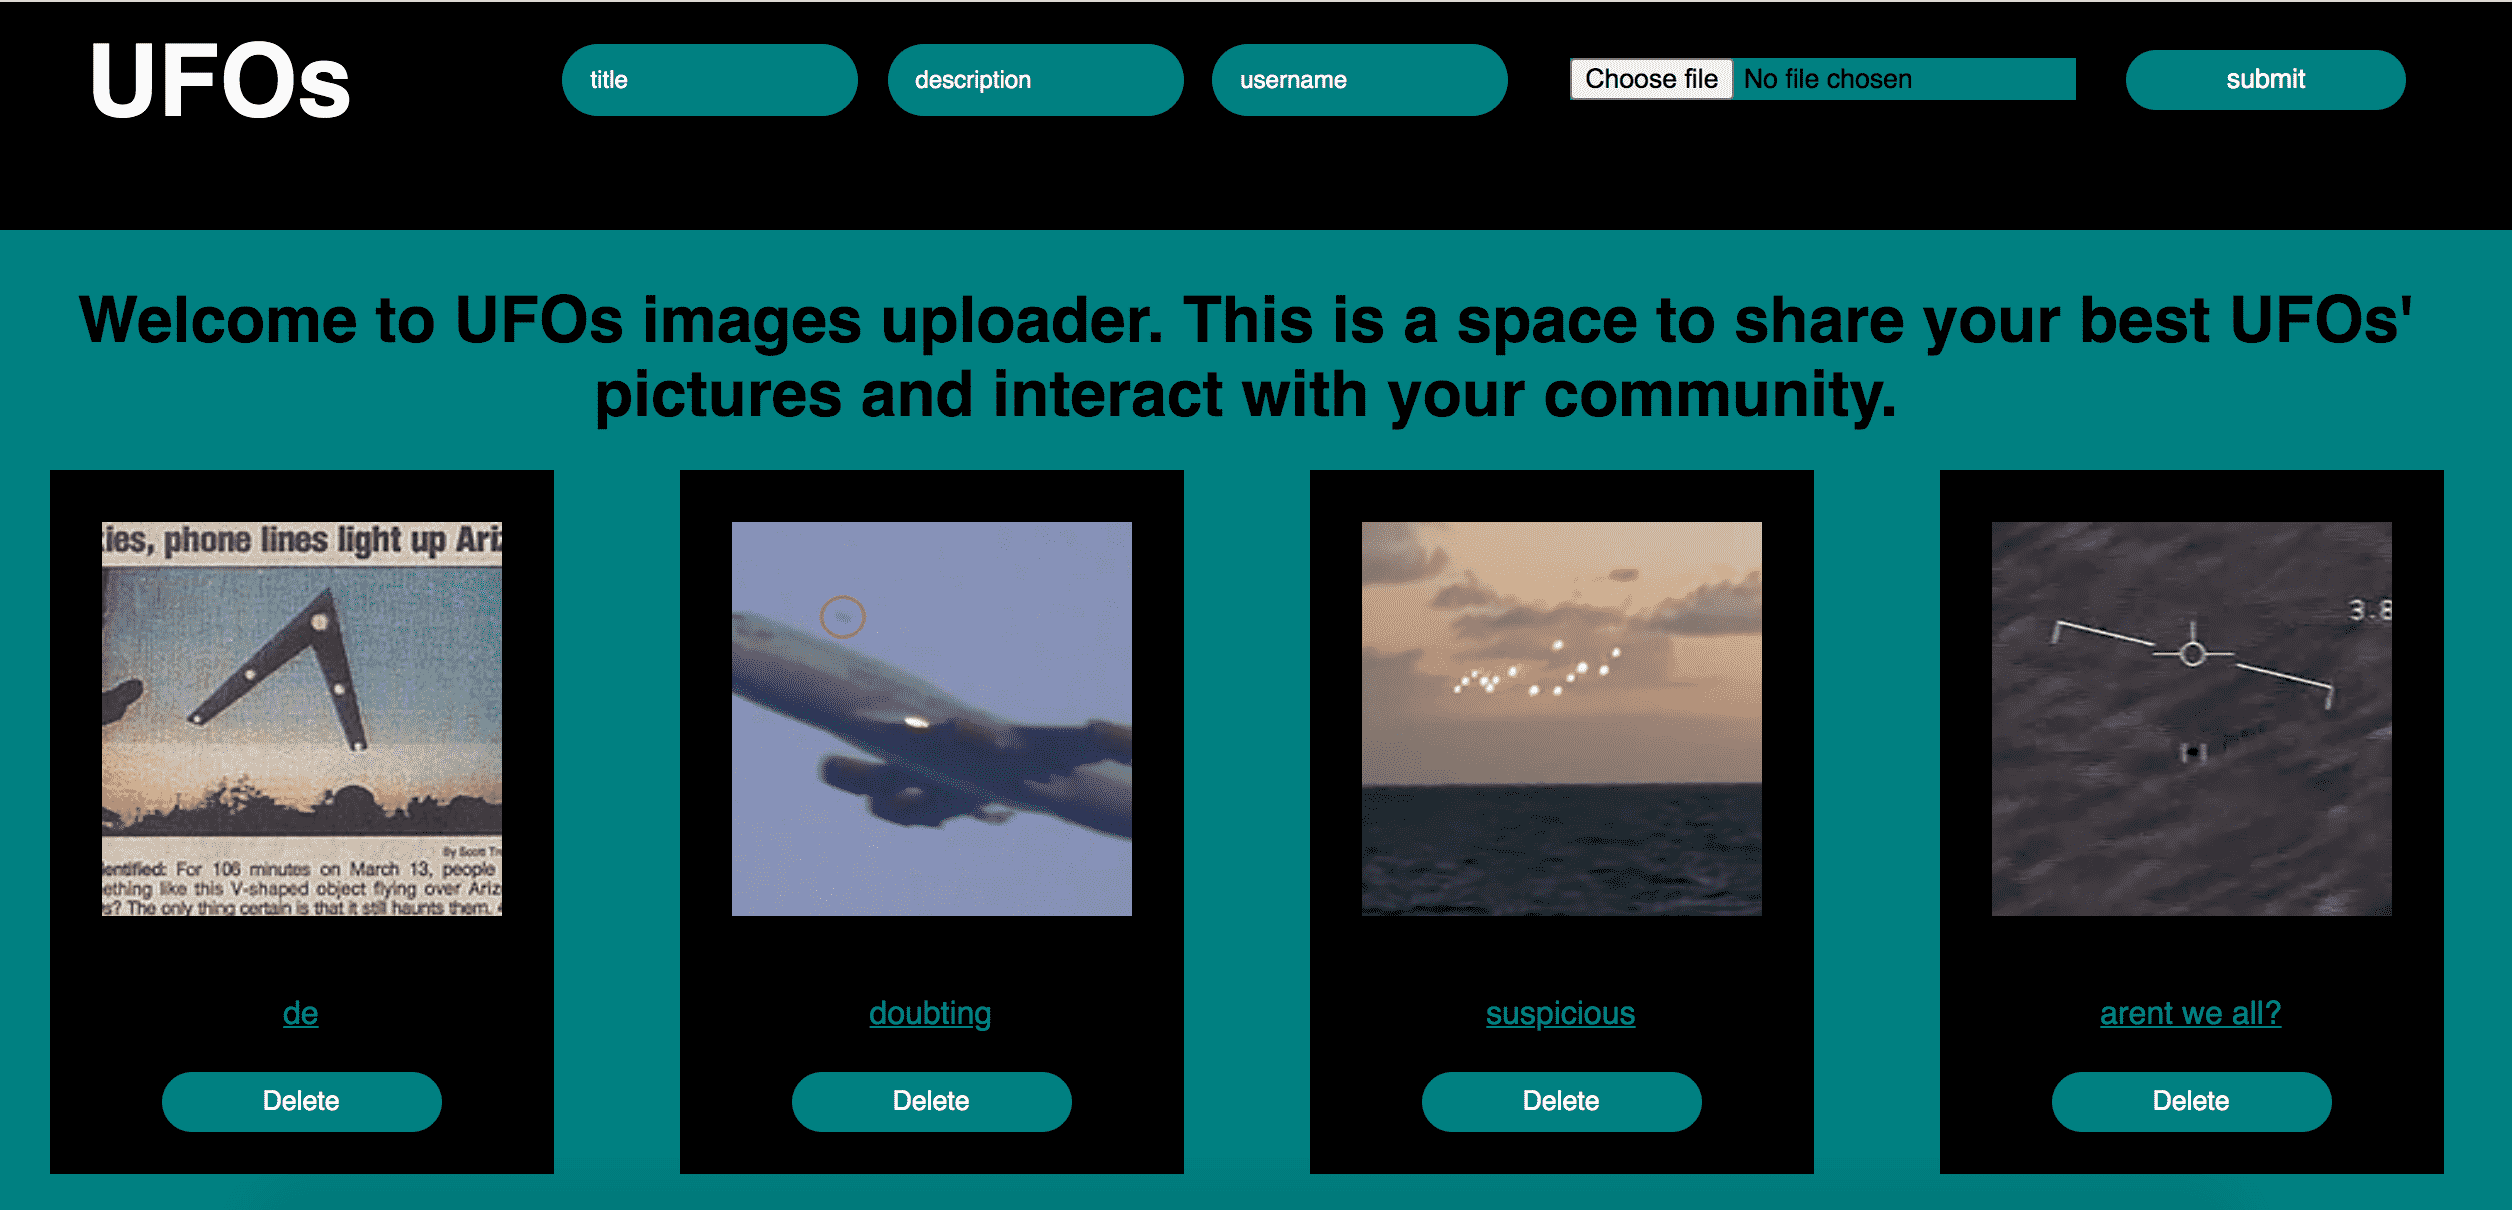 UFOs
title
description
username
Choose file No file chosen
submit
Welcome to UFOs images uploader. This is a space to share your best UFOs'
pictures and interact with your community.
ies, phone lines light up Ari
By Scott
entified: For 106 minutes on March 13, people
ething like this V-shaped object flying over Ariz
s? The only thing certain is that it still haunts them.
3.8
de
doubting
suspicious
arent we all?
Delete
Delete
Delete
Delete